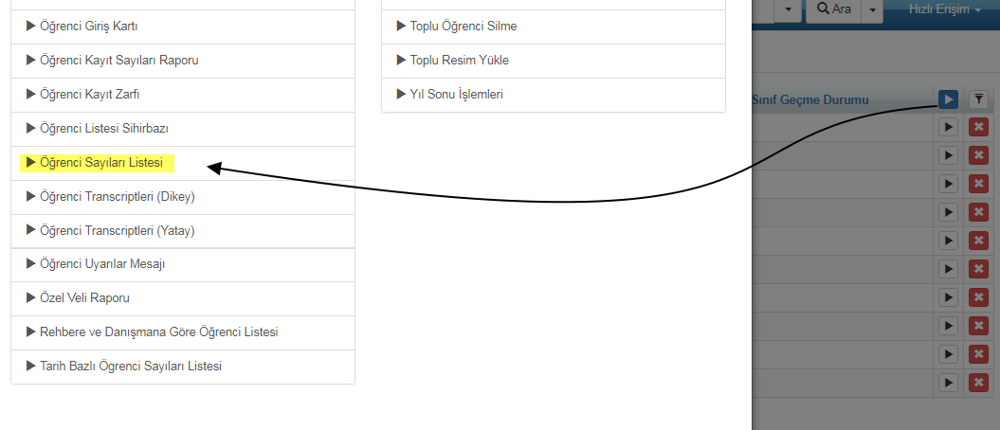 Öğrenci Giriş Kartı
Öğrenci Kayıt Sayıları Raporu
Öğrenci Kayıt Zarfı
Öğrenci Listesi Sihirbazı
Öğrenci Sayıları Listesi
Öğrenci Transcriptleri (Dikey)
Öğrenci Transcriptleri (Yatay)
Öğrenci Uyarılar Mesajı
Özel Veli Raporu
Rehbere ve Danışmana Göre Öğrenci Listesi
Tarih Bazlı Ögrenci Sayıları Listesi
Toplu Öğrenci Silme
Toplu Resim Yükle
Yıl Sonu İşlemleri
Ara
Hızlı Erişim
Sınıf Geçme Durumu